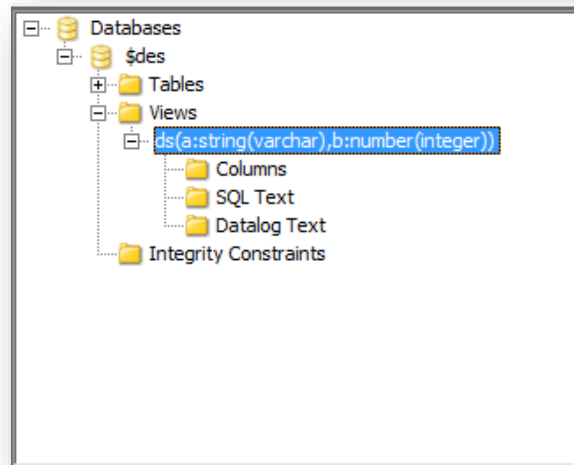 Databases
$des
Tables
Views
ds(a:string(varchar),b:number(integer))
Columns
SQL Text
Datalog Text
Integrity Constraints